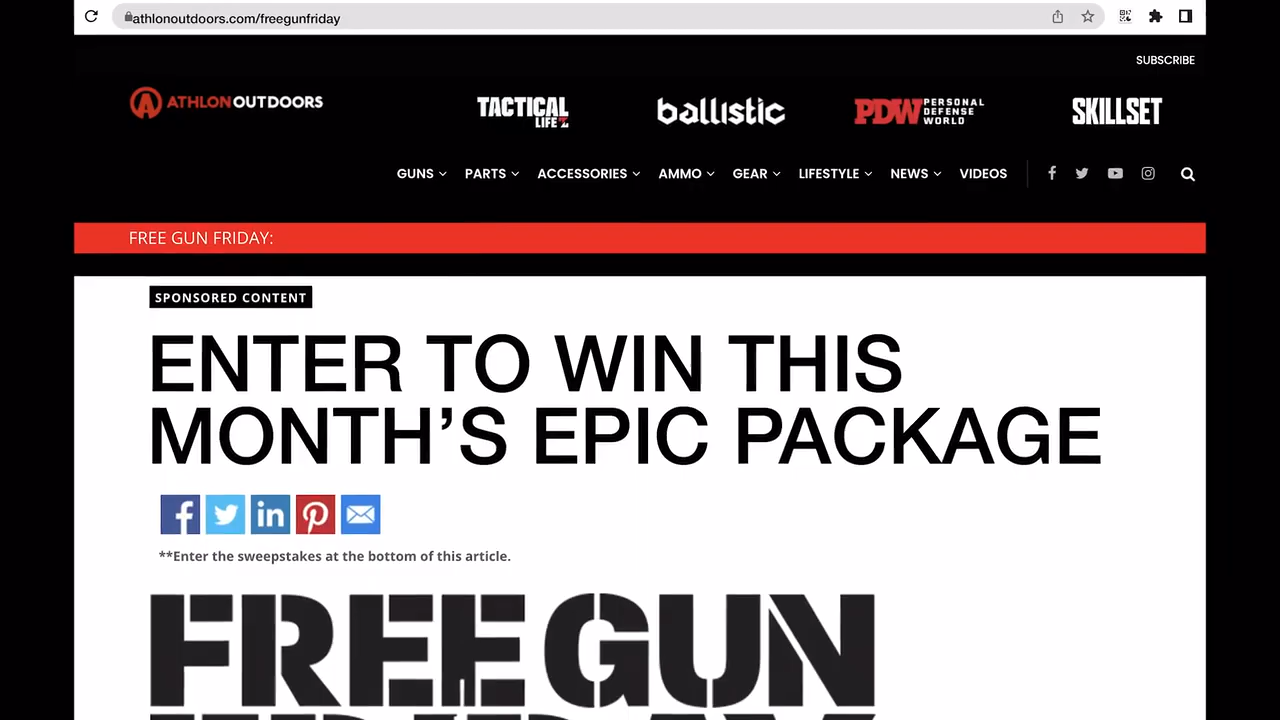 athlonoutdoors.com/freegunfriday
SUBSCRIBE
ATHLONOUTDOORS
TACTICAL
LIFE
ballistic
PDW PERSONAL
DEFENSE
WORLD
SKILLSET
GUNS PARTS ACCESSORIES AMMO GEAR LIFESTYLE NEWS VIDEOS
FREE GUN FRIDAY:
SPONSORED CONTENT
ENTER TO WIN THIS
MONTH’S EPIC PACKAGE
**Enter the sweepstakes at the bottom of this article.
FREE GUN